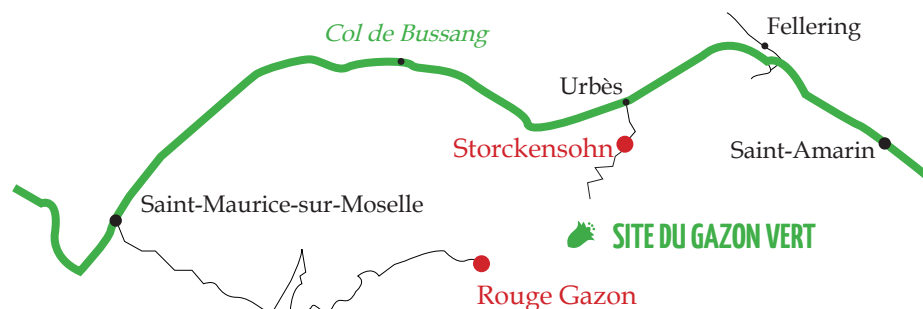 Fellering
Col de Bussang
Urbès
Storckensohn
Saint-Amarin
Saint-Maurice-sur-Moselle
SITE DU GAZON VERT
Rouge Gazon